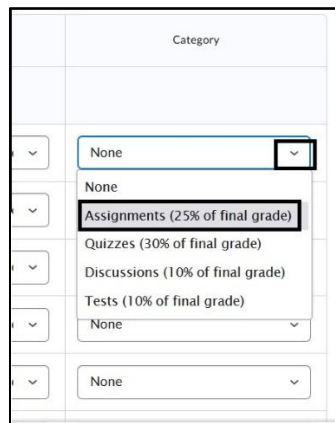 Category
None
None
Assignments (25% of final grade)
Quizzes (30% of final grade)
Discussions (10% of final grade)
Tests (10% of final grade)
None
None